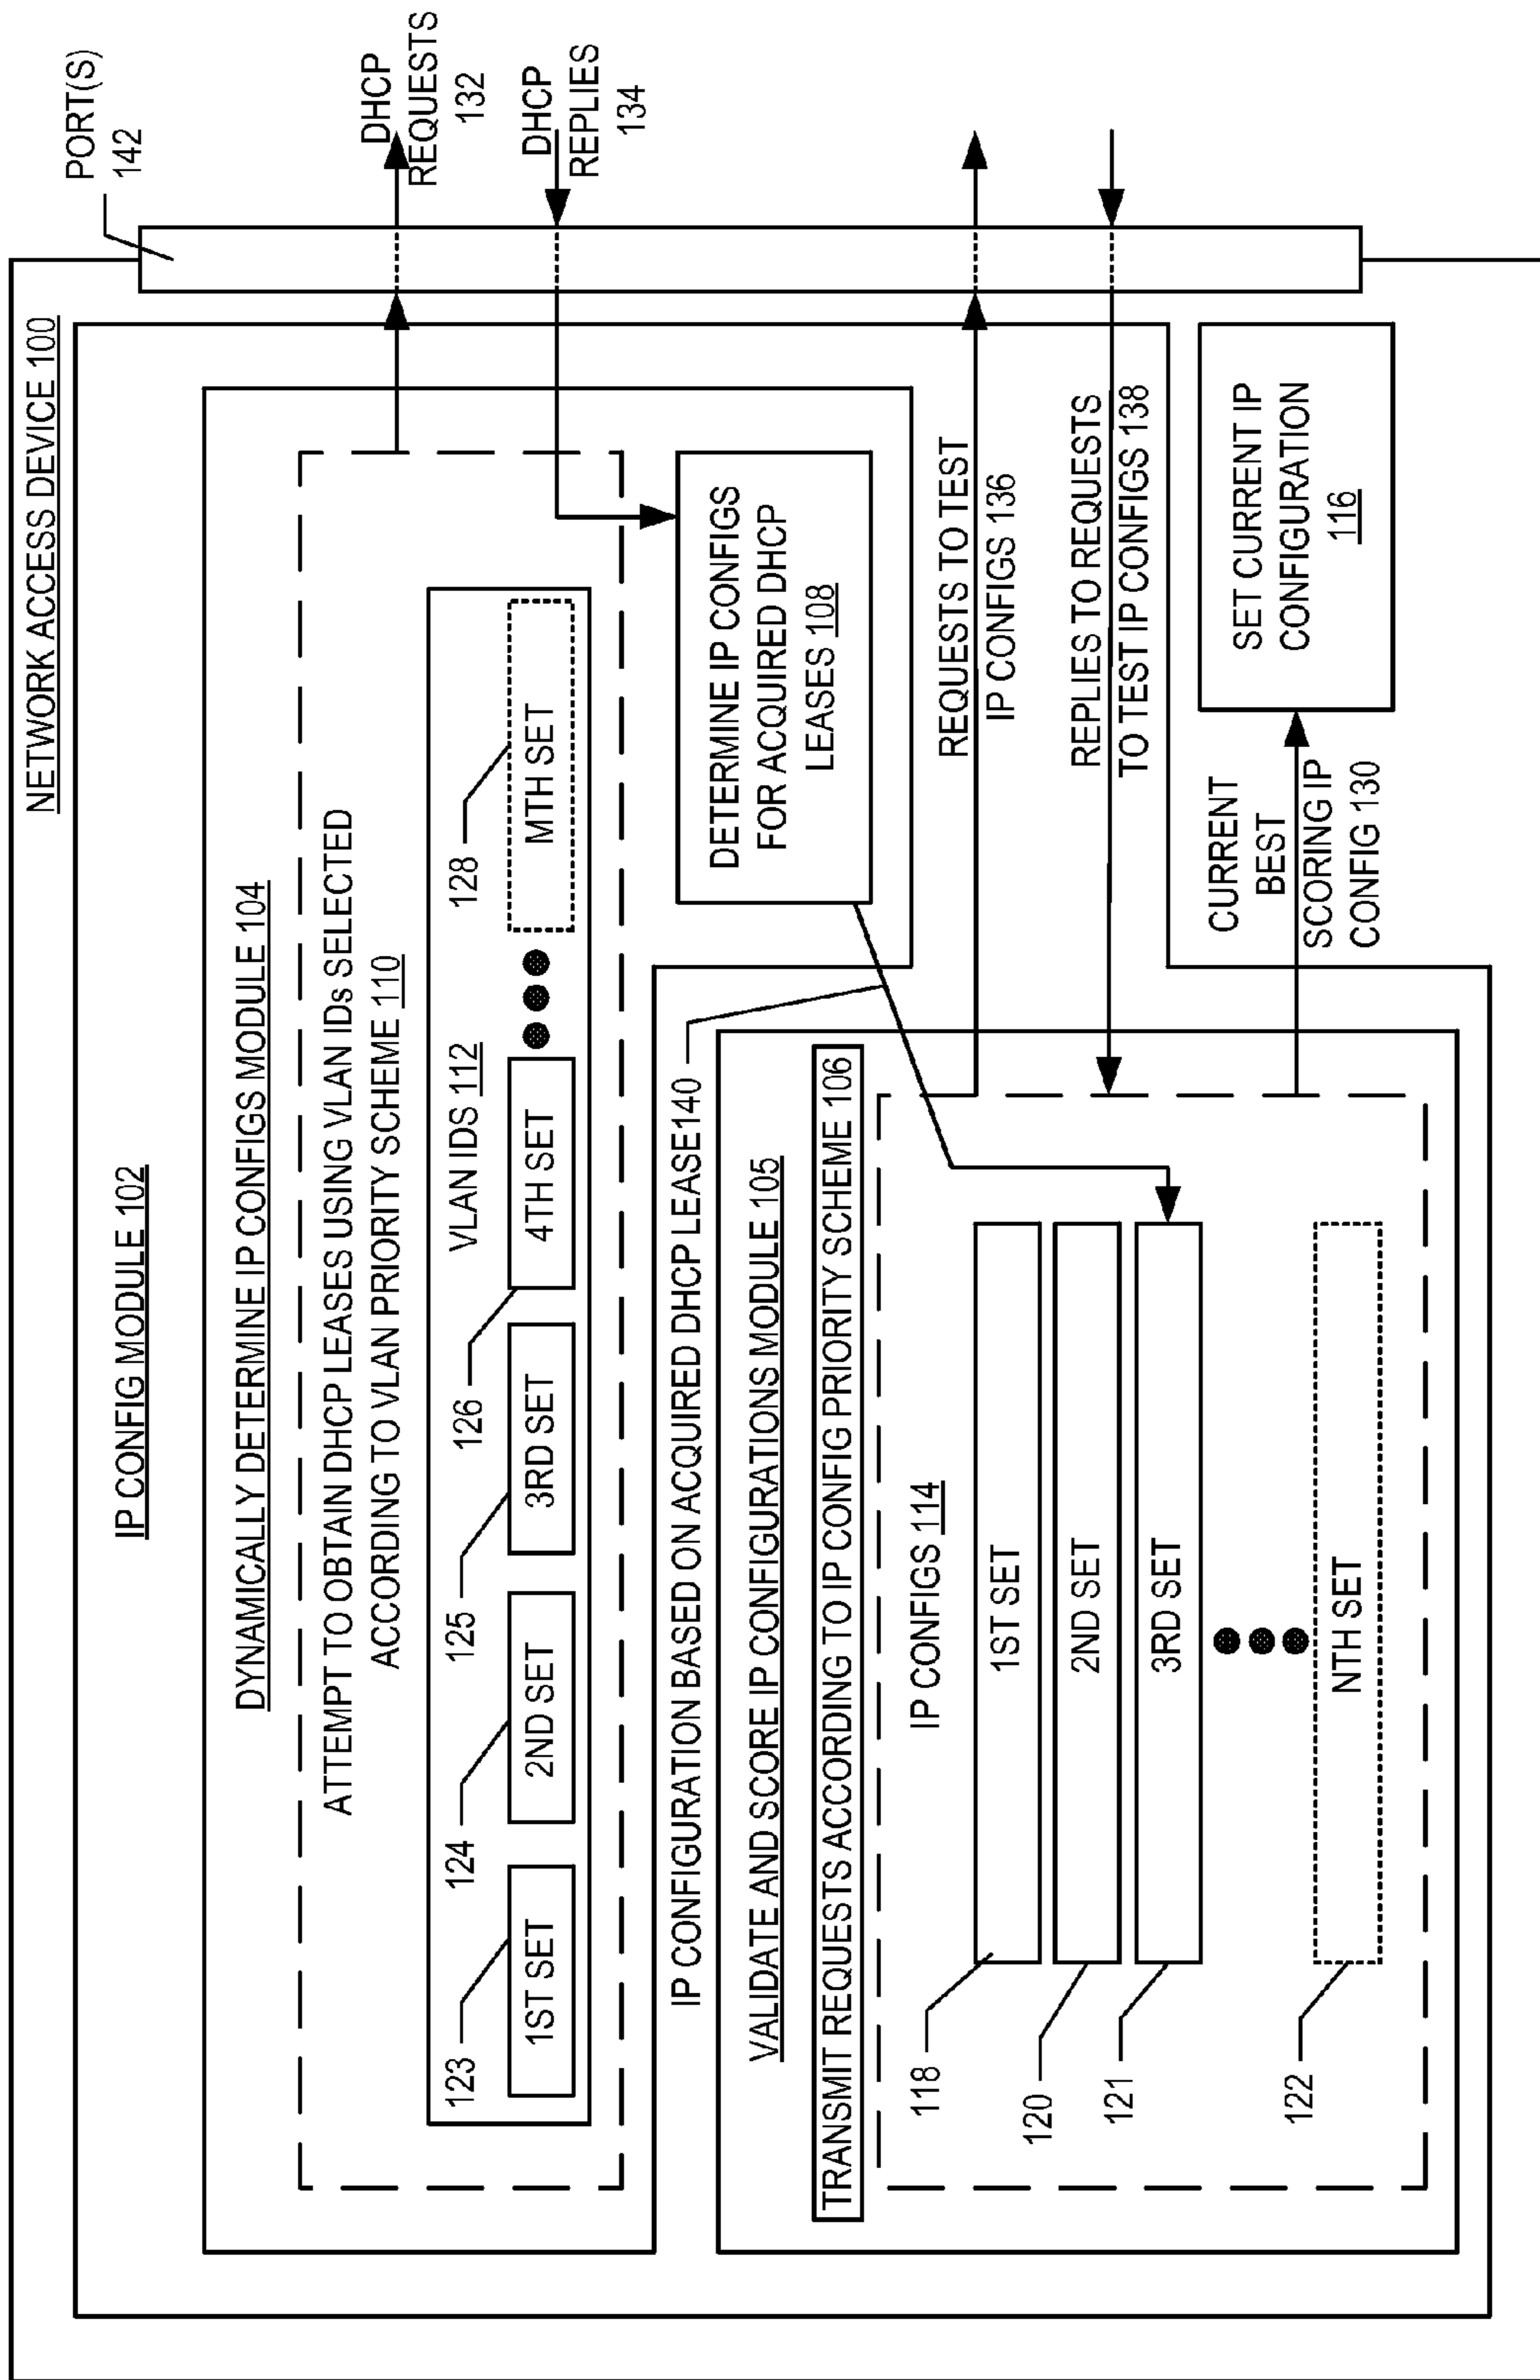 NETWORK ACCESS DEVICE 100
PORT(S)
142
IP CONFIG MODULE 102
DYNAMICALLY DETERMINE IP CONFIGS MODULE 104
ATTEMPT TO OBTAIN DHCP LEASES USING VLAN IDs SELECTED
ACCORDING TO VLAN PRIORITY SCHEME 110
VLAN IDS 112
123
124
125
126
128
1ST SET
2ND SET
3RD SET
4TH SET
MTH SET
DHCP
REQUESTS
132
DHCP
REPLIES
134
DETERMINE IP CONFIGS
FOR ACQUIRED DHCP
LEASES 108
IP CONFIGURATION BASED ON ACQUIRED DHCP LEASE140
VALIDATE AND SCORE IP CONFIGURATIONS MODULE 105
TRANSMIT REQUESTS ACCORDING TO IP CONFIG PRIORITY SCHEME 106
IP CONFIGS 114
118
1ST SET
120
2ND SET
121
3RD SET
122
NTH SET
REQUESTS TO TEST
IP CONFIGS 136
REPLIES TO REQUESTS
TO TEST IP CONFIGS 138
CURRENT
BEST
SCORING IP
CONFIG 130
SET CURRENT IP
CONFIGURATION
116